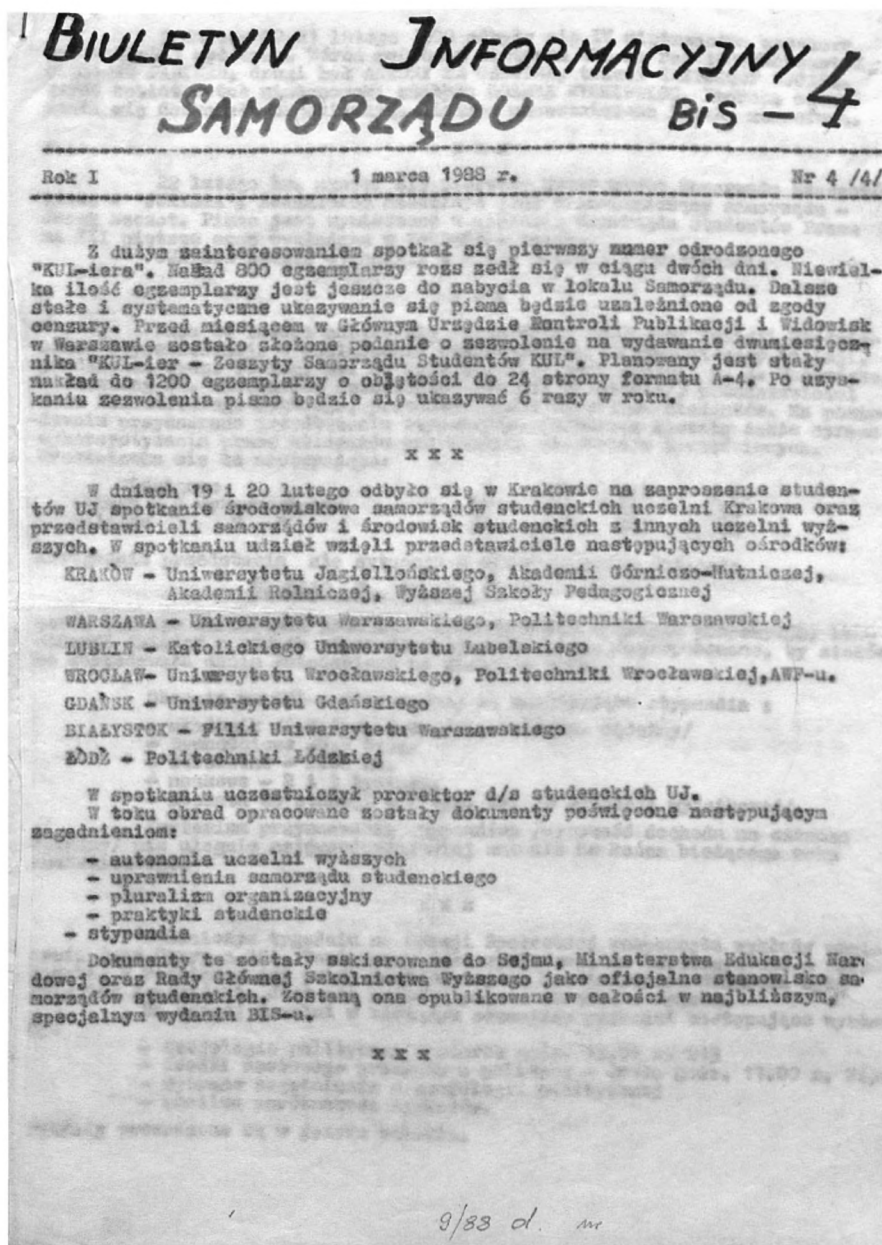 BIULETYN INFORMACYJNY
SAMORZĄDU BiS - 4
Rok I 1 marca 1988 r. Nr 4 /4/
Z dużym zainteresowaniem spotkał się pierwszy numer odrodzonego
"KUL-iera". Nakład 800 egzemplarzy rozs zedł się w ciągu dwóch dni. Niewiel-
ka ilość egzemplarzy jest jeszcze do nabycia w lokalu Samorządu. Dalsze
stałe i systematyczne ukazywanie się pisma będzie uzależnione od zgody
cenzury. Przed miesiącem w Głównym Urzędzie Kontroli Publikacji i Widowisk
w Warszawie zostało złożone podanie o zezwolenie na wydawanie dwumiesięcz-
nika "KUL-ier - Zeszyty Samorządu Studentów KUL". Planowany jest stały
nakład do 1200 egzemplarzy o objętości do 24 strony formatu A-4. Po uzys-
kaniu zezwolenia pismo będzie się ukazywać 6 razy w roku.
x x x
W dniach 19 i 20 lutego odbyło się w Krakowie na zaproszenie studen-
tów UJ spotkanie środowiskowe samorządów studenckich uczelni Krakowa oraz
przedstawicieli samorządów i środowisk studenckich z innych uczelni wyż-
szych. W spotkaniu udział wzięli przedstawiciele następujących ośrodków:
KRAKÓW - Uniwersytetu Jagiellońskiego, Akademii Górniczo-Hutniczej,
Akademii Rolniczej, Wyższej Szkoły Pedagogicznej
WARSZAWA - Uniwersytetu Warszawskiego, Politechniki Warszawskiej
LUBLIN - Katolickiego Uniwersytetu Lubelskiego
WROCŁAW- Uniwersytetu Wrocławskiego, Politechniki Wrocławskiej,AWF-u.
GDAŃSK - Uniwersytetu Gdańskiego
BIAŁYSTOK - Filii Uniwersytetu Warszawskiego
ŁÓDŹ - Politechniki Łódzkiej
W spotkaniu uczestniczył prorektor d/s studenckich UJ.
W toku obrad opracowane zostały dokumenty poświęcone następującym
zagadnieniom:
- autonomia uczelni wyższych
- uprawnienia samorządu studenckiego
- pluralizm organizacyjny
- praktyki studenckie
- stypendia
Dokumenty te zostały zskierowane do Sejmu, Ministerstwa Edukacji Nar
dowej oraz Rady Głównej Szkolnictwa Wyższego jako oficjalne stanowisko sa
morządów studenckich. Zostaną one opublikowane w całości w najbliższym,
specjalnym wydaniu BIS-u.
x x x
9/88 d.